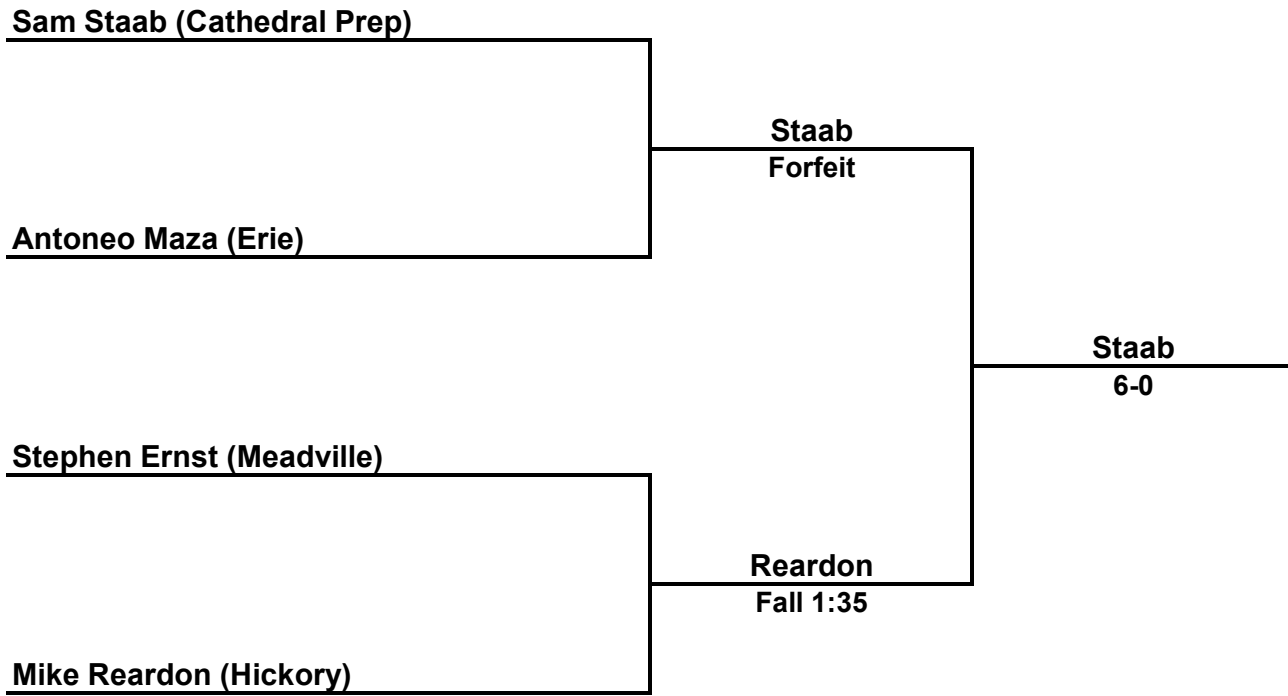 Sam Staab (Cathedral Prep)
Staab
Forfeit
Antoneo Maza (Erie)
Staab
6-0
Stephen Ernst (Meadville)
Reardon
Fall 1:35
Mike Reardon (Hickory)